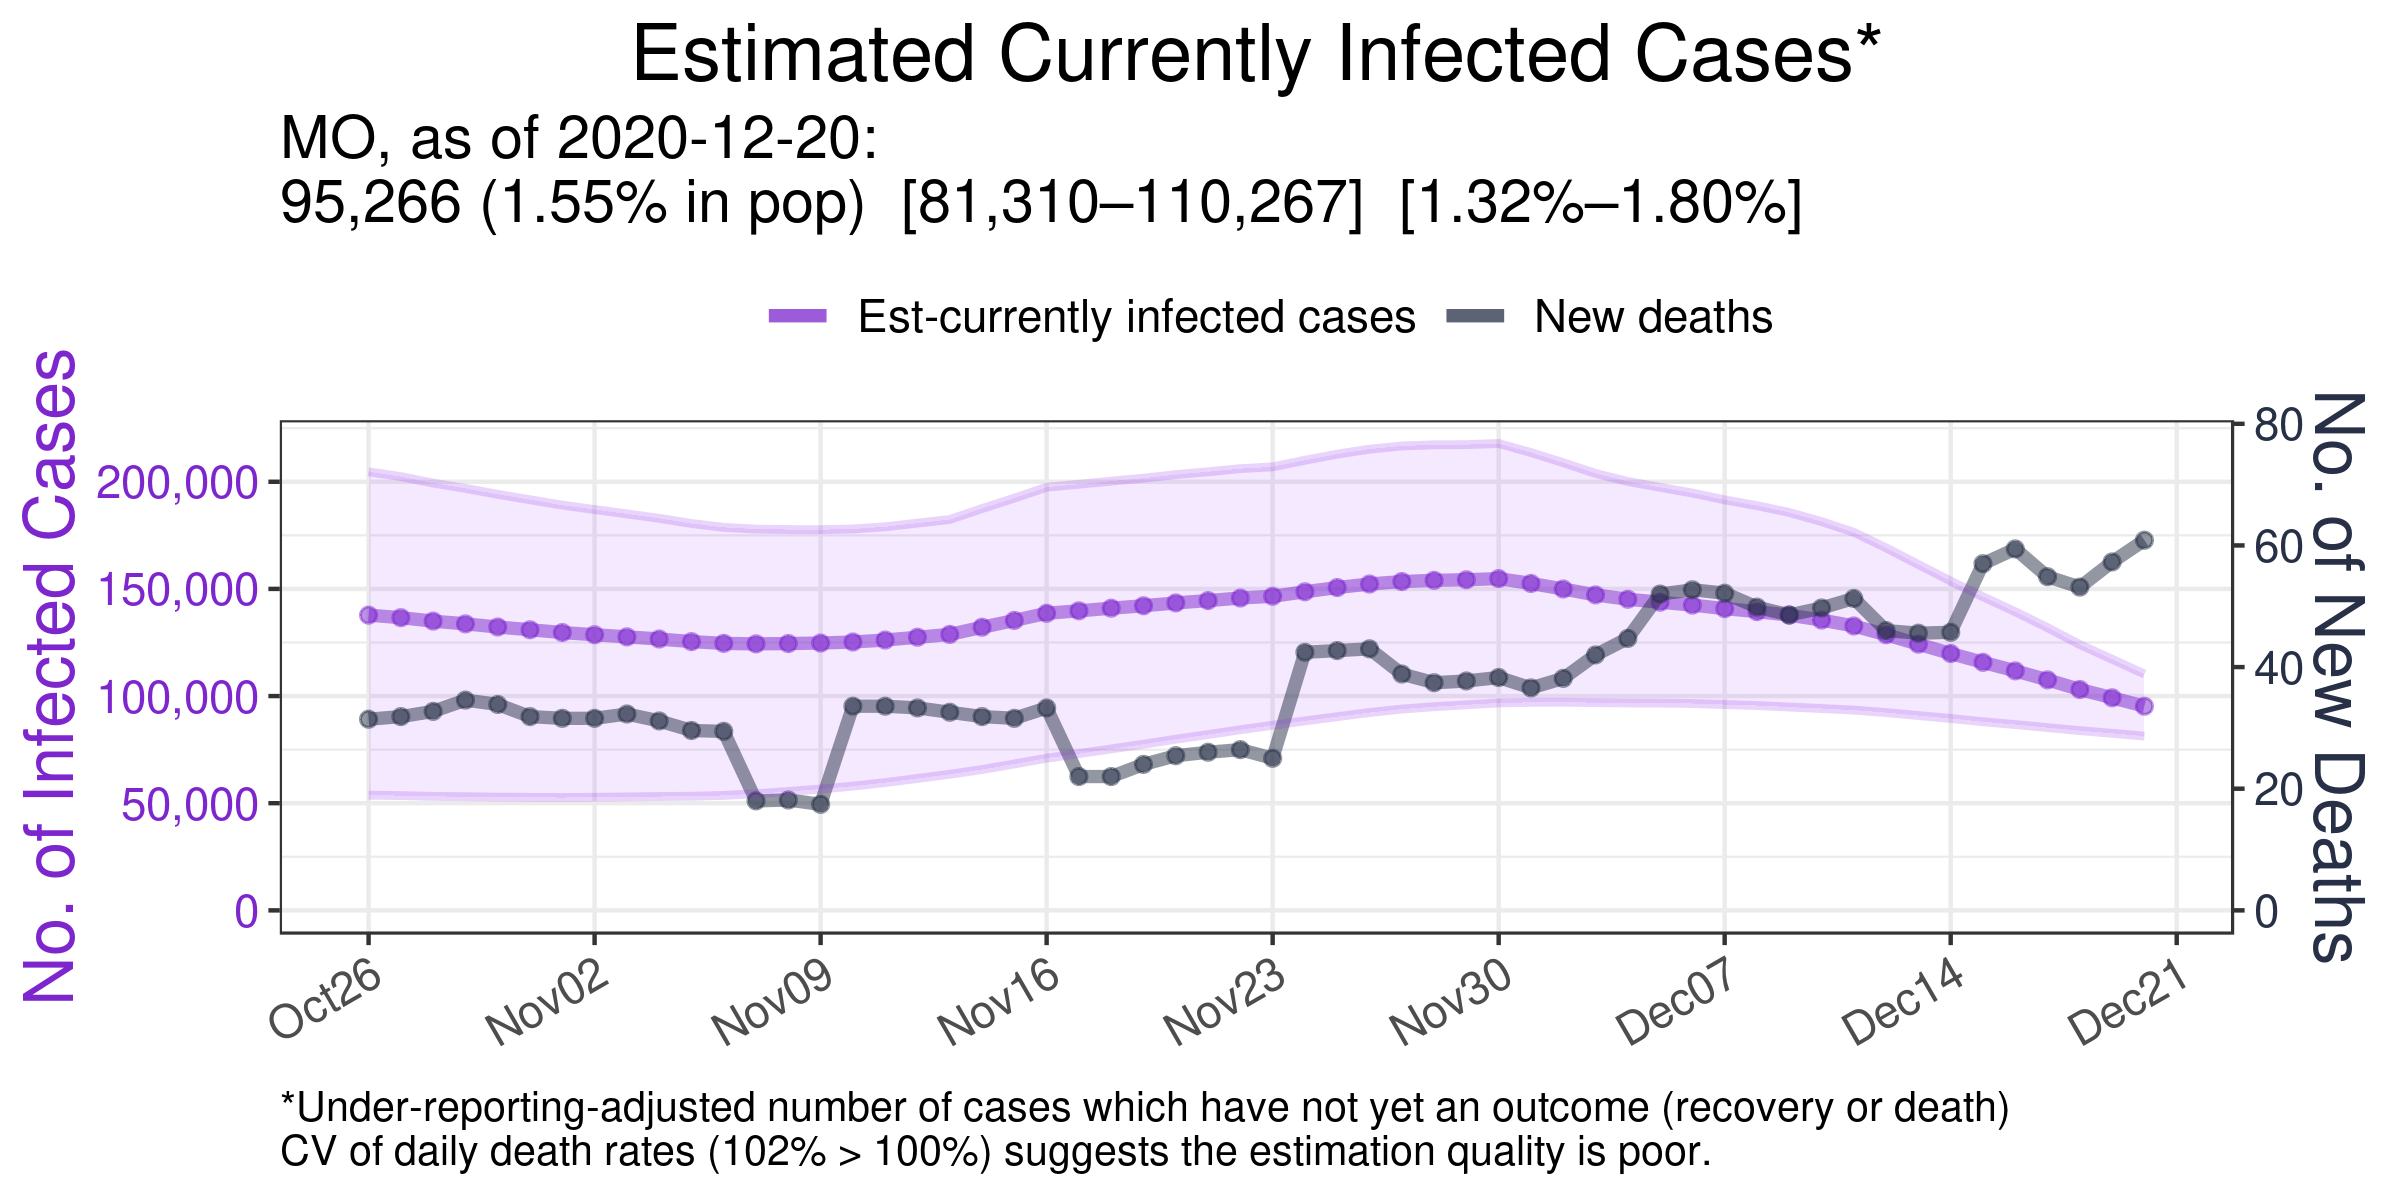 Estimated Currently Infected Cases*
MO, as of 2020-12-20:
95,266 (1.55% in pop)  [81,310–110,267]  [1.32%–1.80%]
Est-currently infected cases
New deaths
No. of Infected Cases
200,000
150,000
100,000
50,000
0
80
60
40
20
0
No. of New Deaths
Oct26
Nov02
Nov09
Nov16
Nov23
Nov30
Dec07
Dec14
Dec21
*Under-reporting-adjusted number of cases which have not yet an outcome (recovery or death)
CV of daily death rates (102% > 100%) suggests the estimation quality is poor.